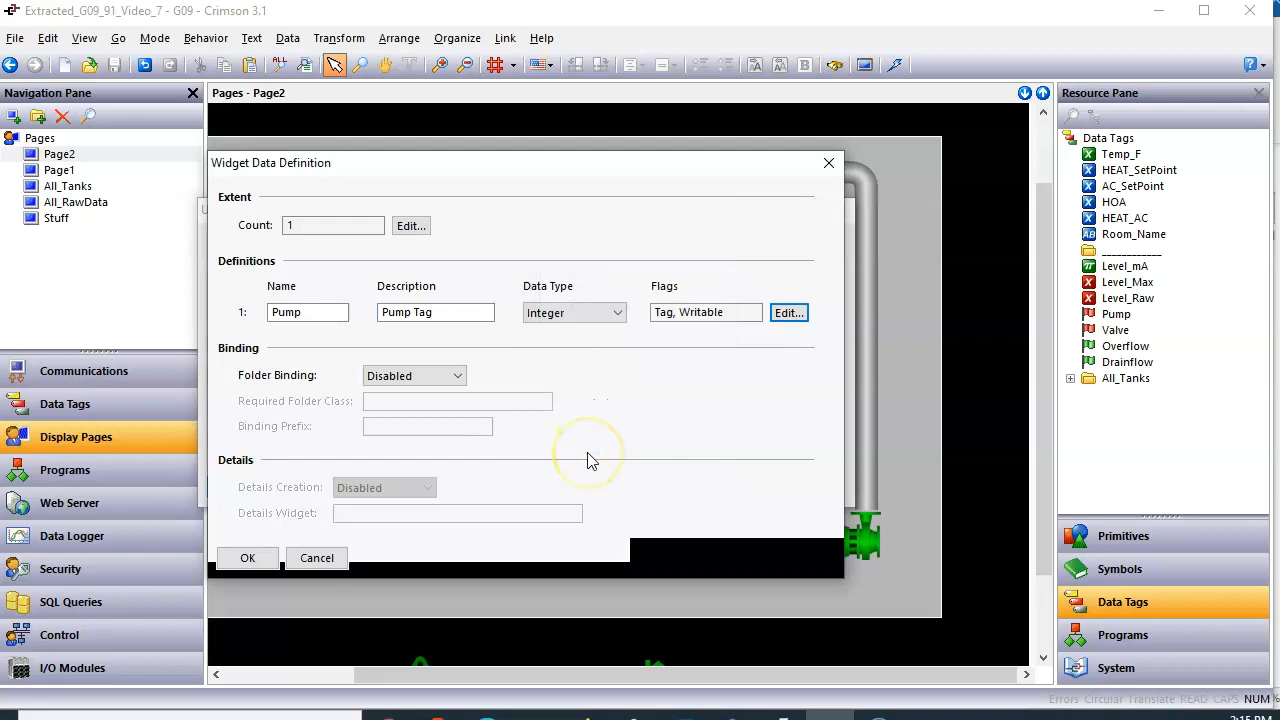 Extracted_G09_91_Video_7 - G09 - Crimson 3.1
File Edit View Go Mode Behavior Text Data Transform Arrange Organize Link Help
ALL
B
Navigation Pane
Pages
Page2
Page1
All_Tanks
All_RawData
Stuff
Communications
Data Tags
Display Pages
Programs
Web Server
Data Logger
Security
SQL Queries
Control
I/O Modules
Pages - Page2
Widget Data Definition
Extent
Count: 1 Edit...
Definitions
Name Description Data Type Flags
1: Pump Pump Tag Integer Tag, Writable Edit...
Binding
Folder Binding: Disabled
Required Folder Class:
Binding Prefix:
Details
Details Creation: Disabled
Details Widget:
OK Cancel
Resource Pane
Data Tags
Temp_F
HEAT_SetPoint
AC_SetPoint
HOA
HEAT_AC
Room_Name
____________
Level_mA
Level_Max
Level_Raw
Pump
Valve
Overflow
Drainflow
All_Tanks
Primitives
Symbols
Data Tags
Programs
System
Errors Circular Translate READ CAPS NUM